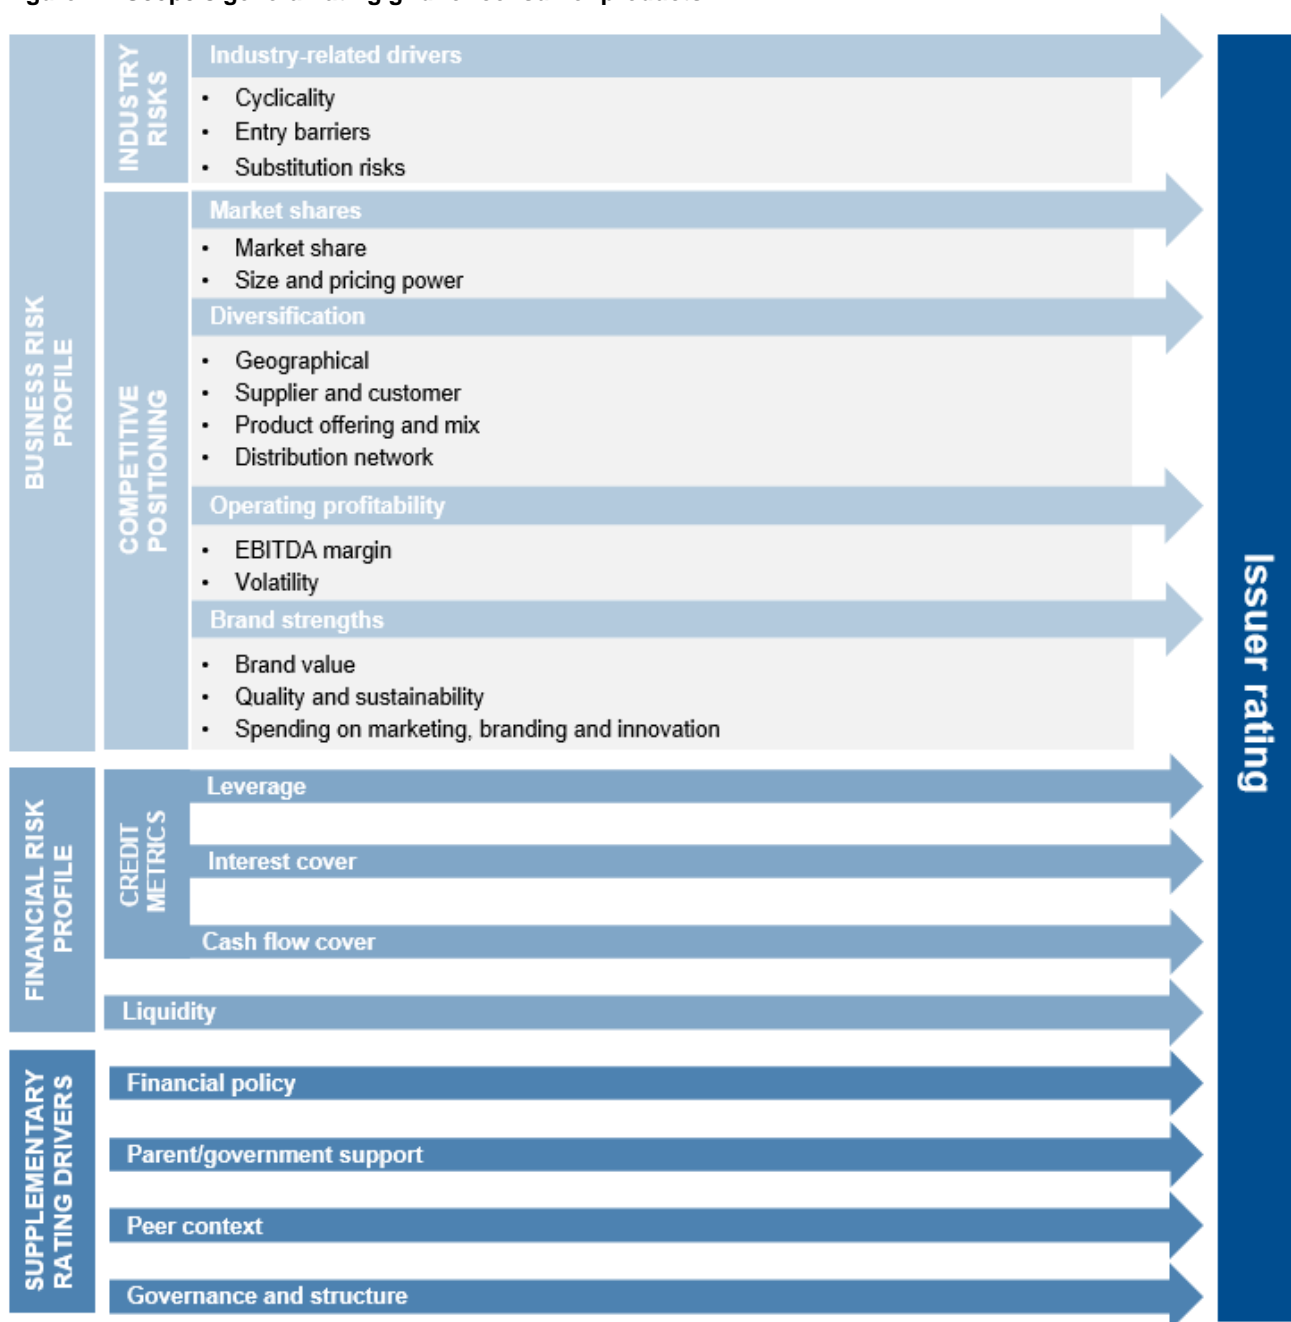 INDUSTRY
RISKS
Industry-related drivers
• Cyclicality
• Entry barriers
• Substitution risks
BUSINESS RISK
PROFILE
COMPETITIVE
POSITIONING
Market shares
• Market share
• Size and pricing power
Diversification
• Geographical
• Supplier and customer
• Product offering and mix
• Distribution network
Operating profitability
• EBITDA margin
• Volatility
Brand strengths
• Brand value
• Quality and sustainability
• Spending on marketing, branding and innovation
FINANCIAL RISK
PROFILE
CREDIT
METRICS
Leverage
Interest cover
Cash flow cover
Liquidity
SUPPLEMENTARY
RATING DRIVERS
Financial policy
Parent/government support
Peer context
Governance and structure
Issuer rating